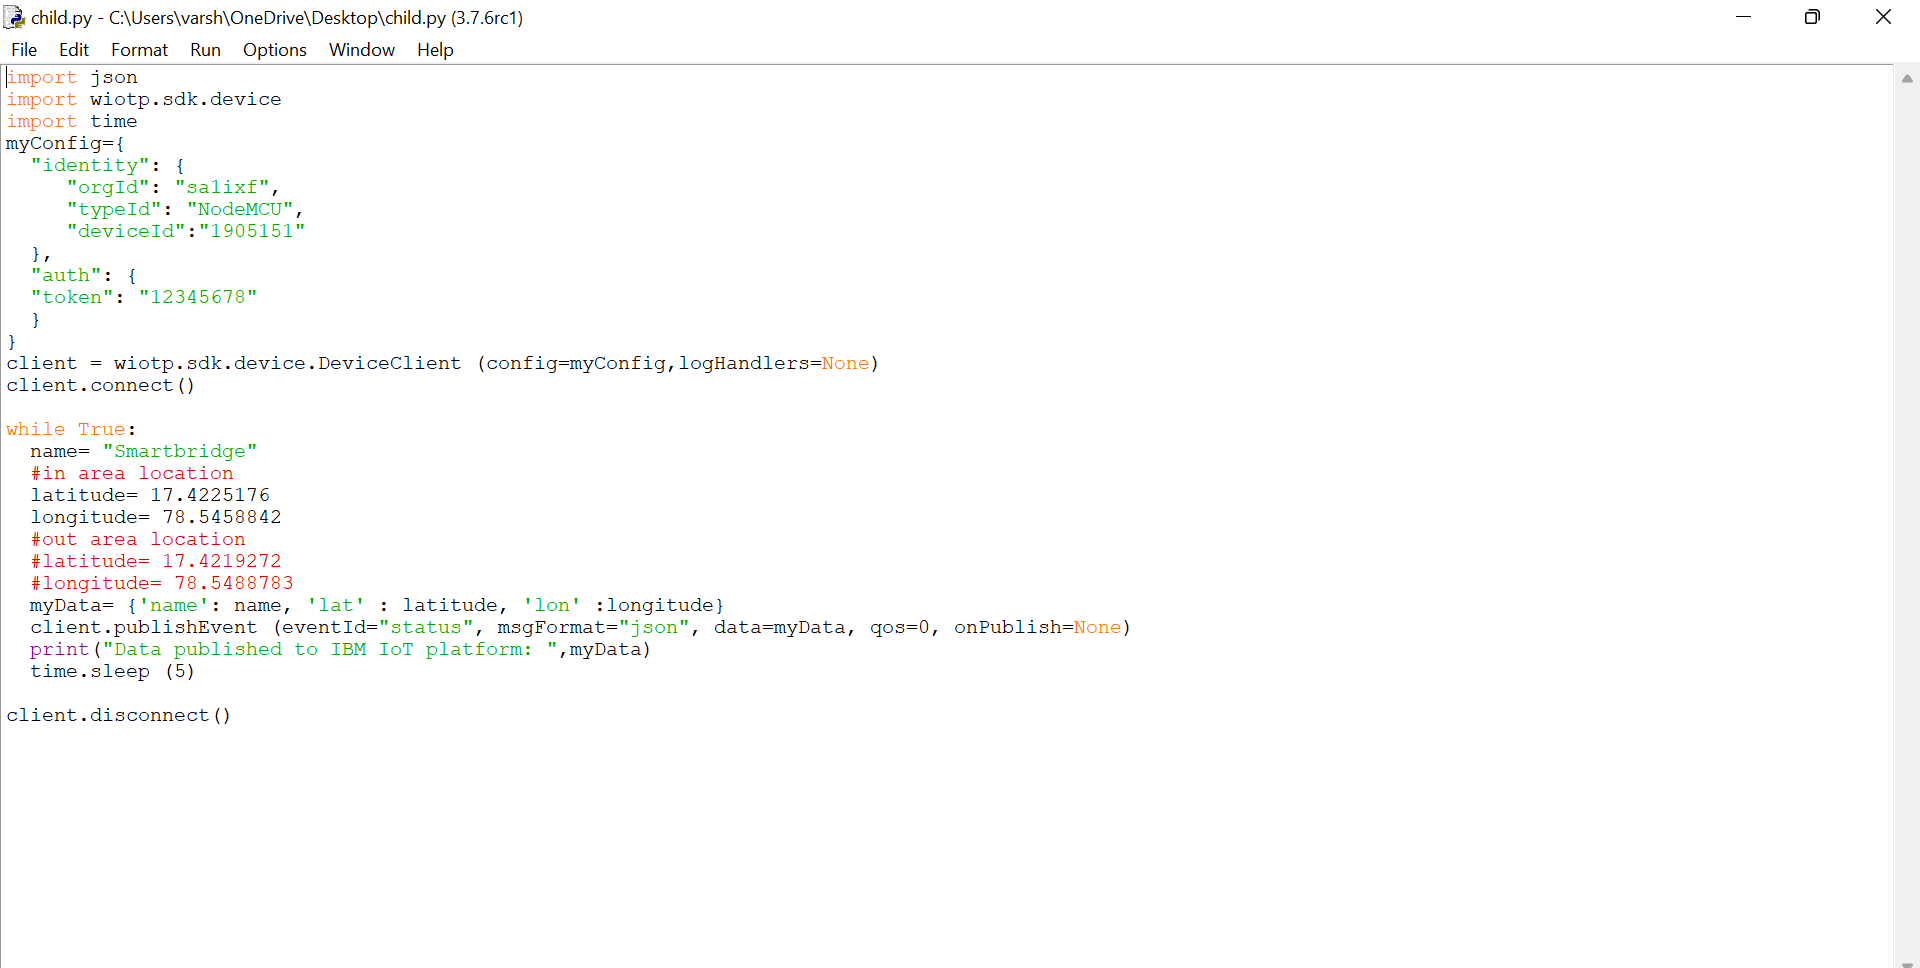 child.py - C:\Users\varsh\OneDrive\Desktop\child.py (3.7.6rc1)
File Edit Format Run Options Window Help
import json
import wiotp.sdk.device
import time
myConfig={
  "identity": {
     "orgId": "sa1ixf",
     "typeId": "NodeMCU",
     "deviceId":"1905151"
  },
  "auth": {
  "token": "12345678"
  }
}
client = wiotp.sdk.device.DeviceClient (config=myConfig,logHandlers=None)
client.connect()

while True:
  name= "Smartbridge"
  #in area location
  latitude= 17.4225176
  longitude= 78.5458842
  #out area location
  #latitude= 17.4219272
  #longitude= 78.5488783
  myData= {'name': name, 'lat' : latitude, 'lon' :longitude}
  client.publishEvent (eventId="status", msgFormat="json", data=myData, qos=0, onPublish=None)
  print("Data published to IBM IoT platform: ",myData)
  time.sleep (5)

client.disconnect()